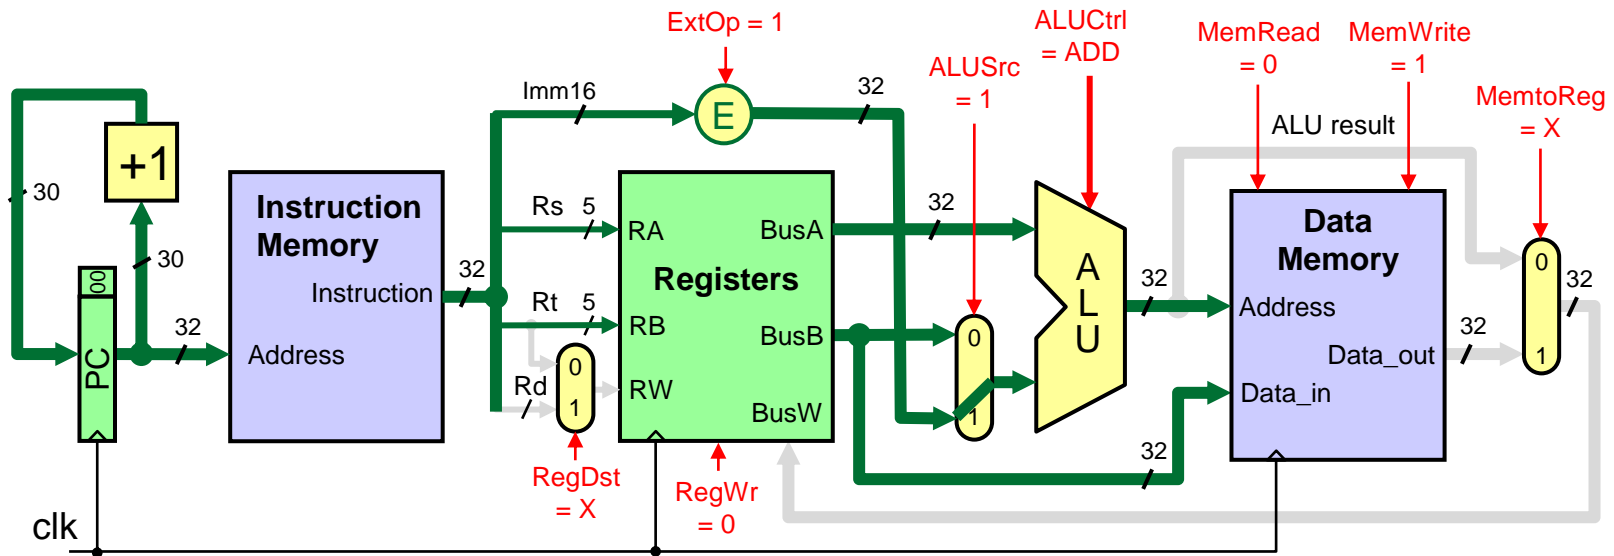 ExtOp = 1
ALUCtrl
= ADD
MemRead
= 0
MemWrite
= 1
ALUSrc
= 1
MemtoReg
= X
Imm16
32
E
ALU result
+1
30
30
00
PC
32
Instruction
Memory
Instruction
Address
32
Rs 5
Rt 5
Rd
0
1
RegDst
= X
RA
RB
RW
Registers
BusA
BusB
BusW
RegWr
= 0
32
0
1
A
L
U
32
32
Data
Memory
Address
Data_out
Data_in
32
0
1
32
clk